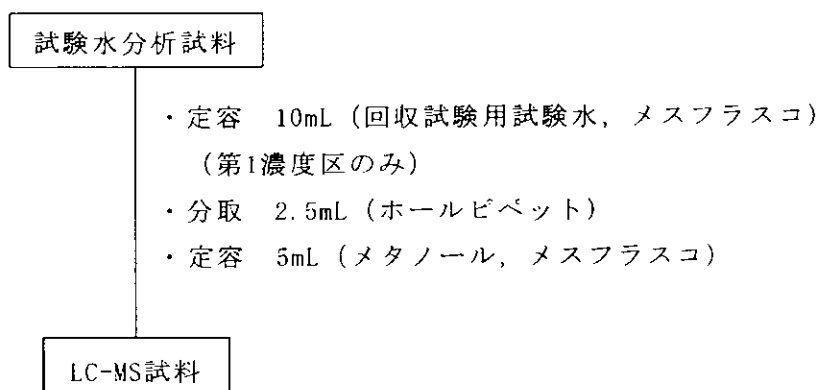 試験水分析試料
・定容 10mL (回収試験用試験水, メスフラスコ)
(第1濃度区のみ)
・分取 2.5mL (ホールピペット)
・定容 5mL (メタノール, メスフラスコ)
LC-MS試料